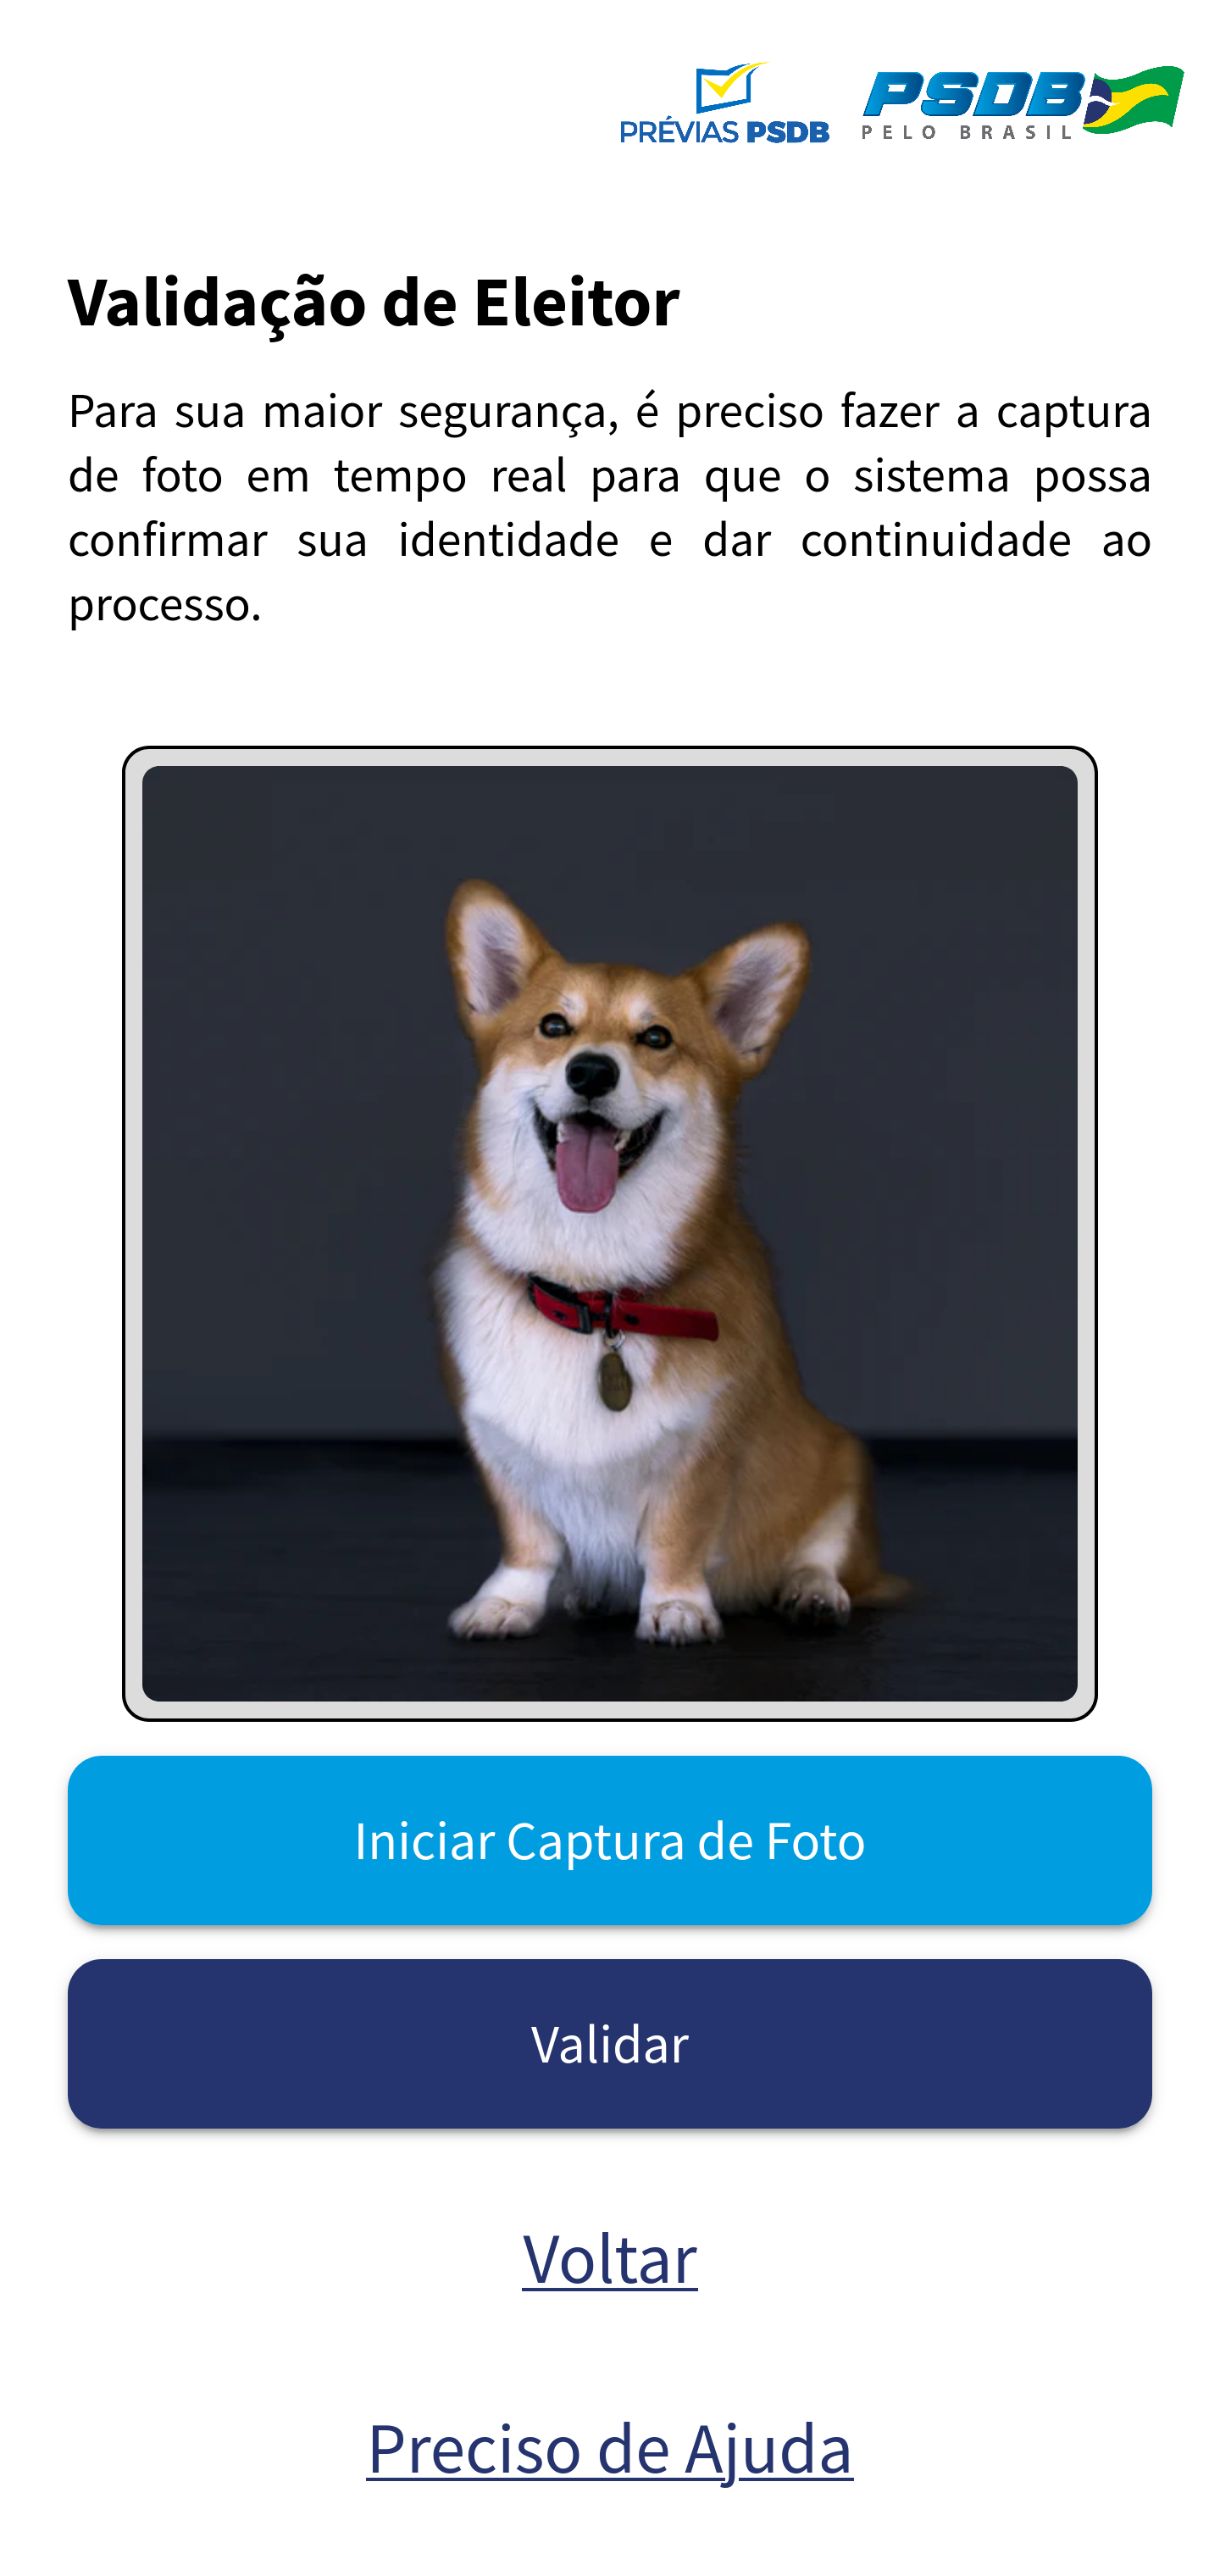 PRÉVIAS PSDB
PSDB
PELO BRASIL
Validação de Eleitor
Para sua maior segurança, é preciso fazer a captura
de foto em tempo real para que o sistema possa
confirmar sua identidade e dar continuidade ao
processo.
Iniciar Captura de Foto
Validar
Voltar
Preciso de Ajuda